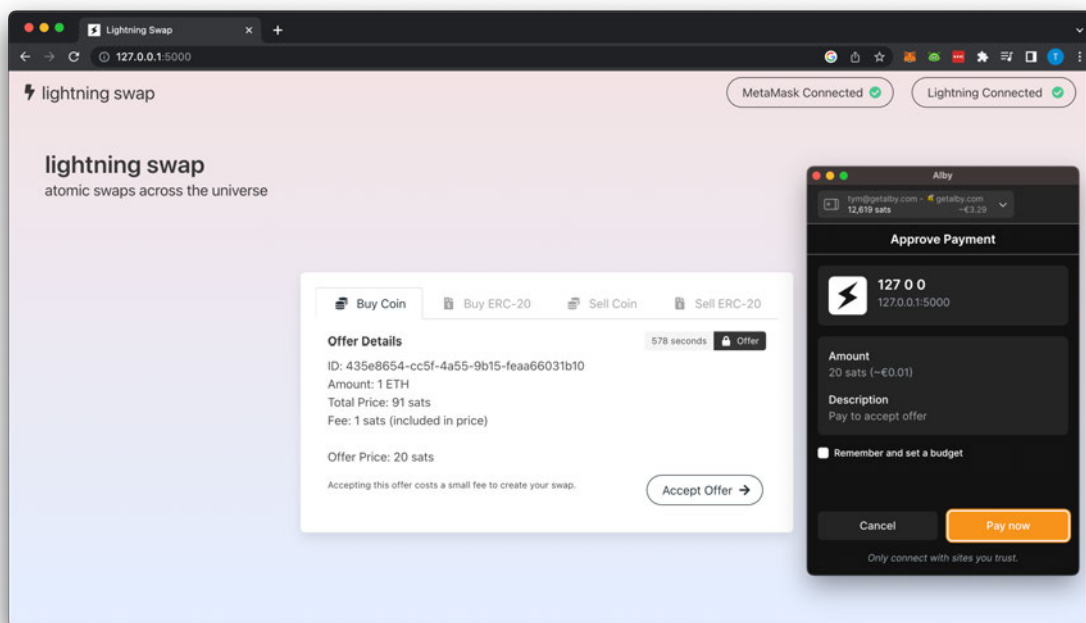 Lightning Swap
127.0.0.1:5000
T
lightning swap
MetaMask Connected
Lightning Connected
lightning swap
atomic swaps across the universe
Buy Coin
Buy ERC-20
Sell Coin
Sell ERC-20
Offer Details
578 seconds
Offer
ID: 435e8654-cc5f-4a55-9b15-feaa66031b10
Amount: 1 ETH
Total Price: 91 sats
Fee: 1 sats (included in price)
Offer Price: 20 sats
Accepting this offer costs a small fee to create your swap.
Accept Offer
Alby
tym@getalby.com - 🐝 getalby.com
12,619 sats
~€3.29
Approve Payment
127 0 0
127.0.0.1:5000
Amount
20 sats (~€0.01)
Description
Pay to accept offer
Remember and set a budget
Cancel
Pay now
Only connect with sites you trust.